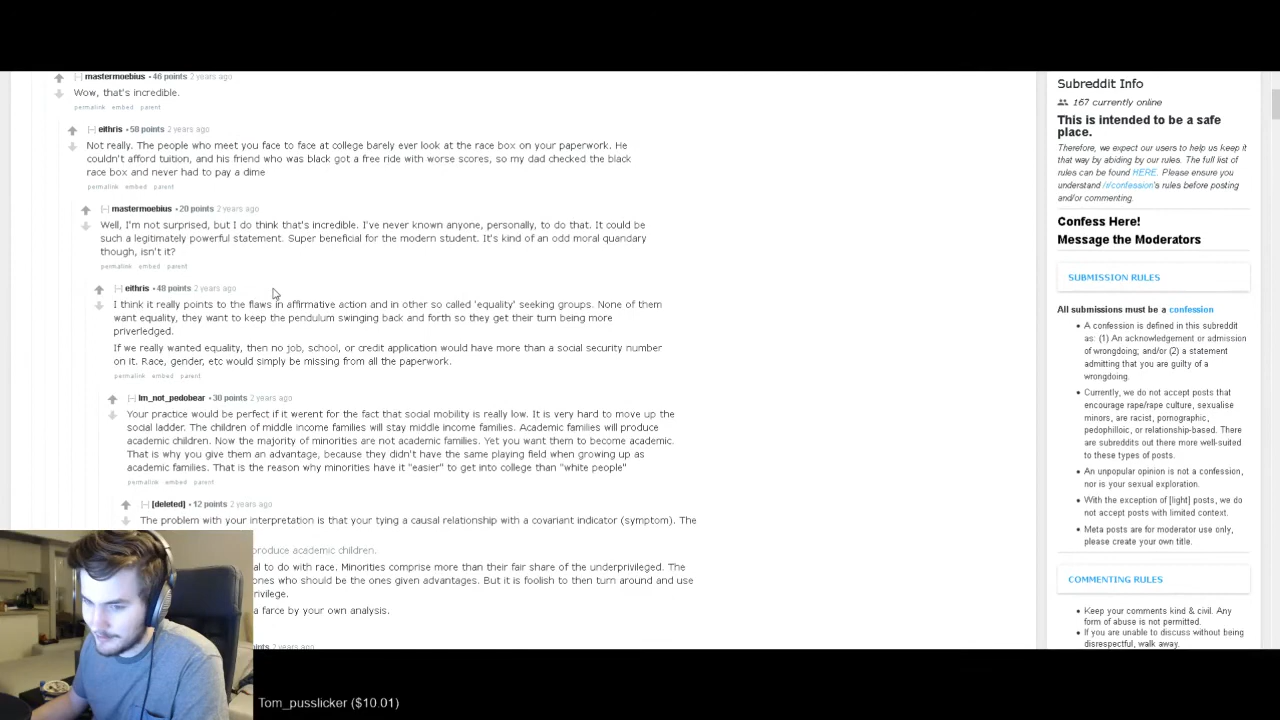 [–] mastermoebius • 46 points 2 years ago
Wow, that's incredible.
permalink embed parent
[–] eithris • 58 points 2 years ago
Not really. The people who meet you face to face at college barely ever look at the race box on your paperwork. He
couldn't afford tuition, and his friend who was black got a free ride with worse scores, so my dad checked the black
race box and never had to pay a dime
permalink embed parent
[–] mastermoebius • 20 points 2 years ago
Well, I'm not surprised, but I do think that's incredible. I've never known anyone, personally, to do that. It could be
such a legitimately powerful statement. Super beneficial for the modern student. It's kind of an odd moral quandary
though, isn't it?
permalink embed parent
[–] eithris • 48 points 2 years ago
I think it really points to the flaws in affirmative action and in other so called 'equality' seeking groups. None of them
want equality, they want to keep the pendulum swinging back and forth so they get their turn being more
priverledged.
If we really wanted equality, then no job, school, or credit application would have more than a social security number
on it. Race, gender, etc would simply be missing from all the paperwork.
permalink embed parent
[–] Im_not_pedobear • 30 points 2 years ago
Your practice would be perfect if it werent for the fact that social mobility is really low. It is very hard to move up the
social ladder. The children of middle income families will stay middle income families. Academic families will produce
academic children. Now the majority of minorities are not academic families. Yet you want them to become academic.
That is why you give them an advantage, because they didn't have the same playing field when growing up as
academic families. That is the reason why minorities have it "easier" to get into college than "white people"
permalink embed parent
[–] [deleted] • 12 points 2 years ago
The problem with your interpretation is that your tying a causal relationship with a covariant indicator (symptom). The
produce academic children.
al to do with race. Minorities comprise more than their fair share of the underprivileged. The
ones who should be the ones given advantages. But it is foolish to then turn around and use
rivilege.
a farce by your own analysis.
ints 2 years ago
Subreddit Info
167 currently online
This is intended to be a safe
place.
Therefore, we expect our users to help us keep it
that way by abiding by our rules. The full list of
rules can be found HERE. Please ensure you
understand /r/confession's rules before posting
and/or commenting.
Confess Here!
Message the Moderators
SUBMISSION RULES
All submissions must be a confession
• A confession is defined in this subreddit
as: (1) An acknowledgement or admission
of wrongdoing; and/or (2) a statement
admitting that you are guilty of a
wrongdoing.
• Currently, we do not accept posts that
encourage rape/rape culture, sexualise
minors, are racist, pornographic,
pedophilloic, or relationship-based. There
are subreddits out there more well-suited
to these types of posts.
• An unpopular opinion is not a confession,
nor is your sexual exploration.
• With the exception of [light] posts, we do
not accept posts with limited context.
• Meta posts are for moderator use only,
please create your own title.
COMMENTING RULES
• Keep your comments kind & civil. Any
form of abuse is not permitted.
• If you are unable to discuss without being
disrespectful, walk away.
Tom_pusslicker ($10.01)